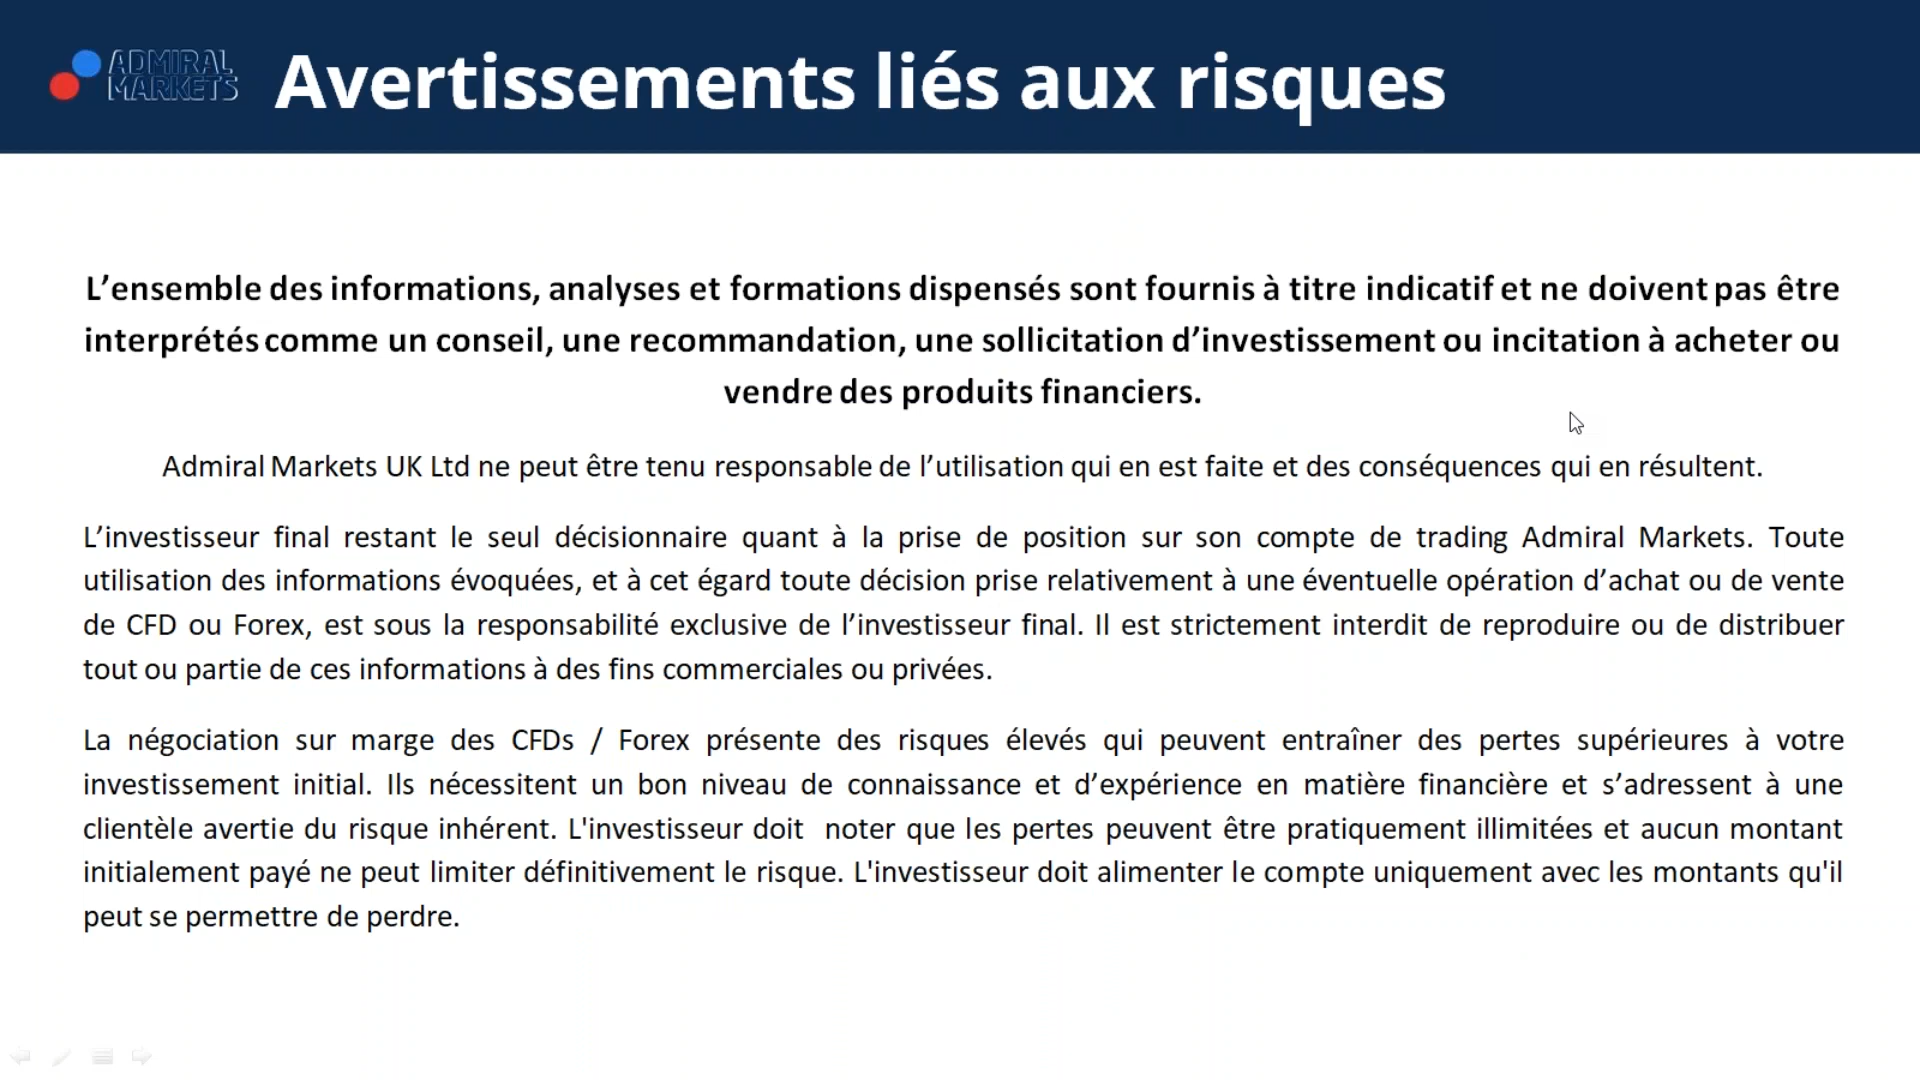 ADMIRAL
MARKETS
Avertissements liés aux risques
L’ensemble des informations, analyses et formations dispensés sont fournis à titre indicatif et ne doivent pas être
interprétés comme un conseil, une recommandation, une sollicitation d’investissement ou incitation à acheter ou
vendre des produits financiers.
Admiral Markets UK Ltd ne peut être tenu responsable de l’utilisation qui en est faite et des conséquences qui en résultent.
L’investisseur final restant le seul décisionnaire quant à la prise de position sur son compte de trading Admiral Markets. Toute
utilisation des informations évoquées, et à cet égard toute décision prise relativement à une éventuelle opération d’achat ou de vente
de CFD ou Forex, est sous la responsabilité exclusive de l’investisseur final. Il est strictement interdit de reproduire ou de distribuer
tout ou partie de ces informations à des fins commerciales ou privées.
La négociation sur marge des CFDs / Forex présente des risques élevés qui peuvent entraîner des pertes supérieures à votre
investissement initial. Ils nécessitent un bon niveau de connaissance et d’expérience en matière financière et s’adressent à une
clientèle avertie du risque inhérent. L'investisseur doit  noter que les pertes peuvent être pratiquement illimitées et aucun montant
initialement payé ne peut limiter définitivement le risque. L'investisseur doit alimenter le compte uniquement avec les montants qu'il
peut se permettre de perdre.